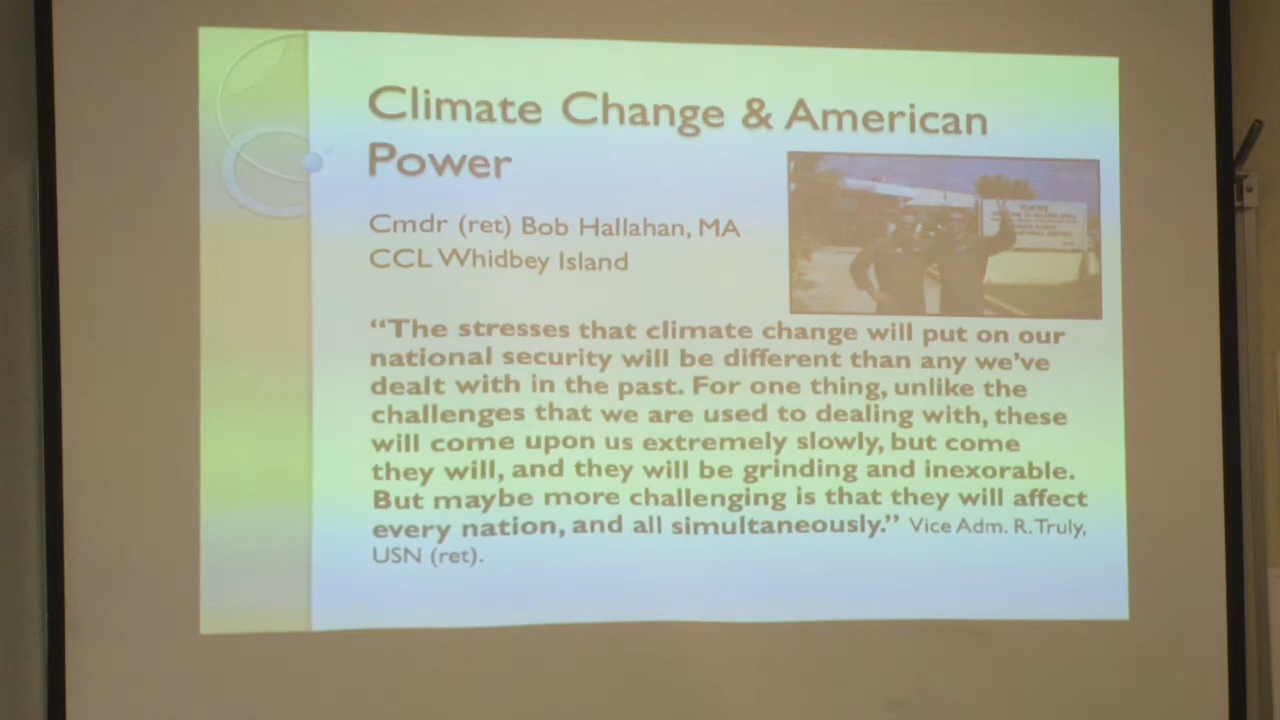 Climate Change & American
Power
Cmdr (ret) Bob Hallahan, MA
CCL Whidbey Island
“The stresses that climate change will put on our
national security will be different than any we’ve
dealt with in the past. For one thing, unlike the
challenges that we are used to dealing with, these
will come upon us extremely slowly, but come
they will, and they will be grinding and inexorable.
But maybe more challenging is that they will affect
every nation, and all simultaneously.” Vice Adm. R. Truly,
USN (ret).